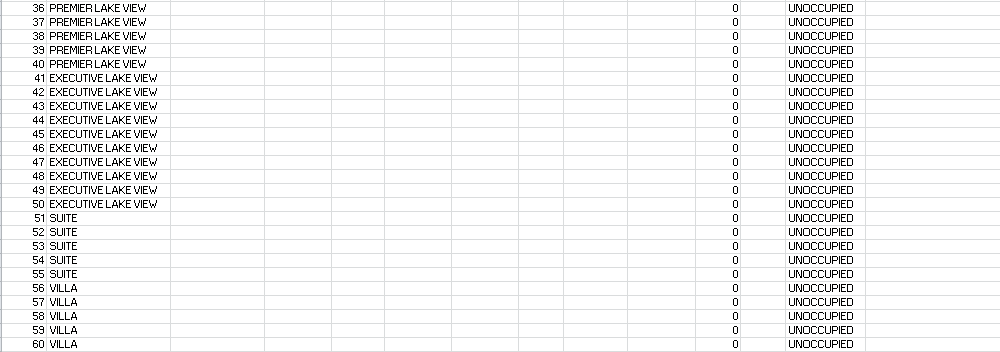 36 PREMIER LAKE VIEW 0 UNOCCUPIED
37 PREMIER LAKE VIEW 0 UNOCCUPIED
38 PREMIER LAKE VIEW 0 UNOCCUPIED
39 PREMIER LAKE VIEW 0 UNOCCUPIED
40 PREMIER LAKE VIEW 0 UNOCCUPIED
41 EXECUTIVE LAKE VIEW 0 UNOCCUPIED
42 EXECUTIVE LAKE VIEW 0 UNOCCUPIED
43 EXECUTIVE LAKE VIEW 0 UNOCCUPIED
44 EXECUTIVE LAKE VIEW 0 UNOCCUPIED
45 EXECUTIVE LAKE VIEW 0 UNOCCUPIED
46 EXECUTIVE LAKE VIEW 0 UNOCCUPIED
47 EXECUTIVE LAKE VIEW 0 UNOCCUPIED
48 EXECUTIVE LAKE VIEW 0 UNOCCUPIED
49 EXECUTIVE LAKE VIEW 0 UNOCCUPIED
50 EXECUTIVE LAKE VIEW 0 UNOCCUPIED
51 SUITE 0 UNOCCUPIED
52 SUITE 0 UNOCCUPIED
53 SUITE 0 UNOCCUPIED
54 SUITE 0 UNOCCUPIED
55 SUITE 0 UNOCCUPIED
56 VILLA 0 UNOCCUPIED
57 VILLA 0 UNOCCUPIED
58 VILLA 0 UNOCCUPIED
59 VILLA 0 UNOCCUPIED
60 VILLA 0 UNOCCUPIED